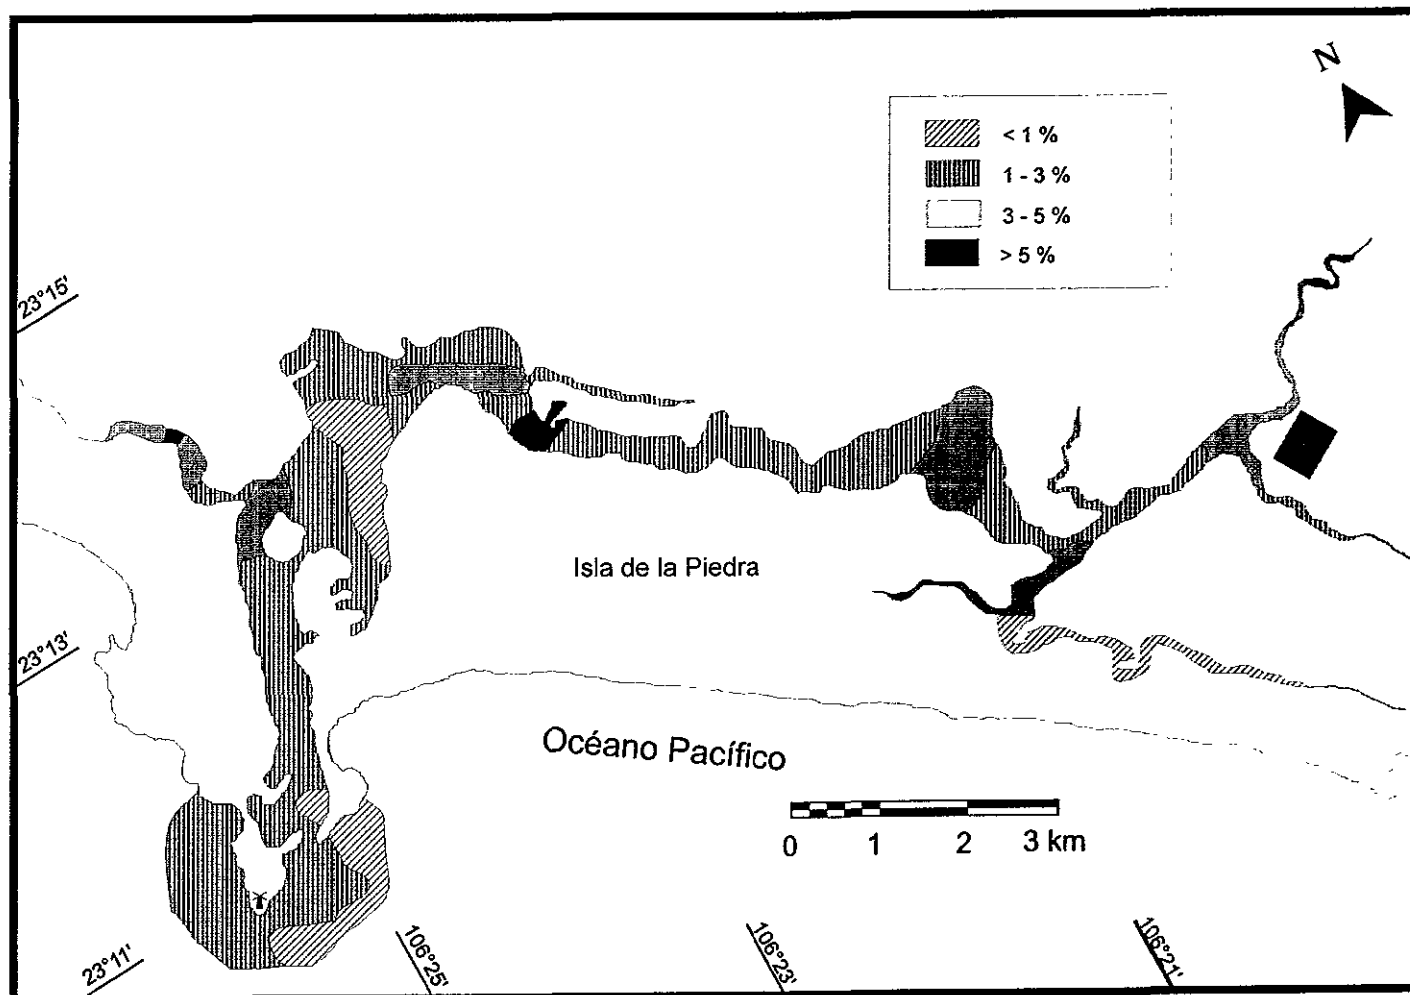 N
< 1 %
1 - 3 %
3 - 5 %
> 5 %
23°15'
Isla de la Piedra
23°13'
Océano Pacífico
0 1 2 3 km
23°11'
106°25'
106°23'
106°21'